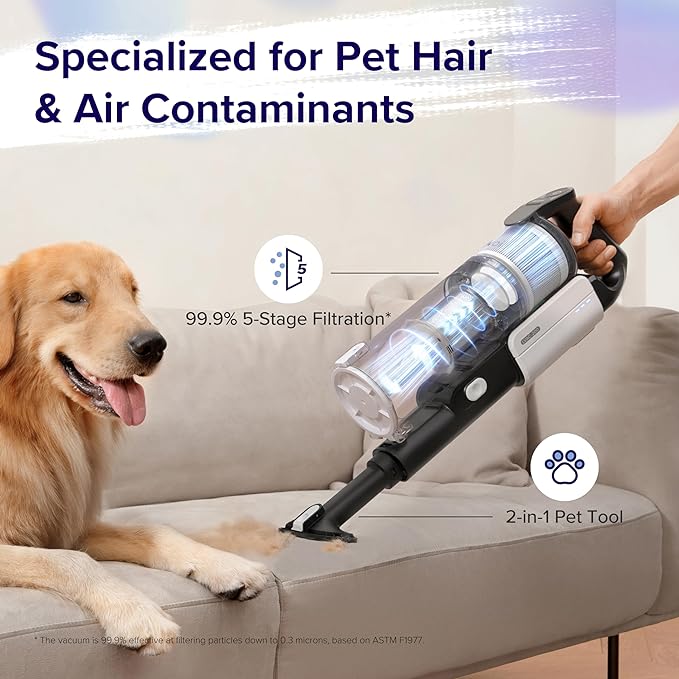 Specialized for Pet Hair
& Air Contaminants
5
99.9% 5-Stage Filtration*
2-in-1 Pet Tool
* The vacuum is 99.9% effective at filtering particles down to 0.3 microns, based on ASTM F1977.